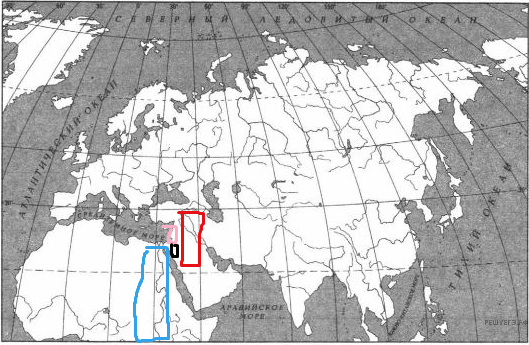 СЕВЕРНЫЙ ЛЕДОВИТЫЙ ОКЕАН
АТЛАНТИЧЕСКИЙ ОКЕАН
СРЕДИЗЕМНОЕ МОРЕ
ТИХИЙ ОКЕАН
АРАВИЙСКОЕ
МОРЕ
РЕШУЕГЭ.РФ